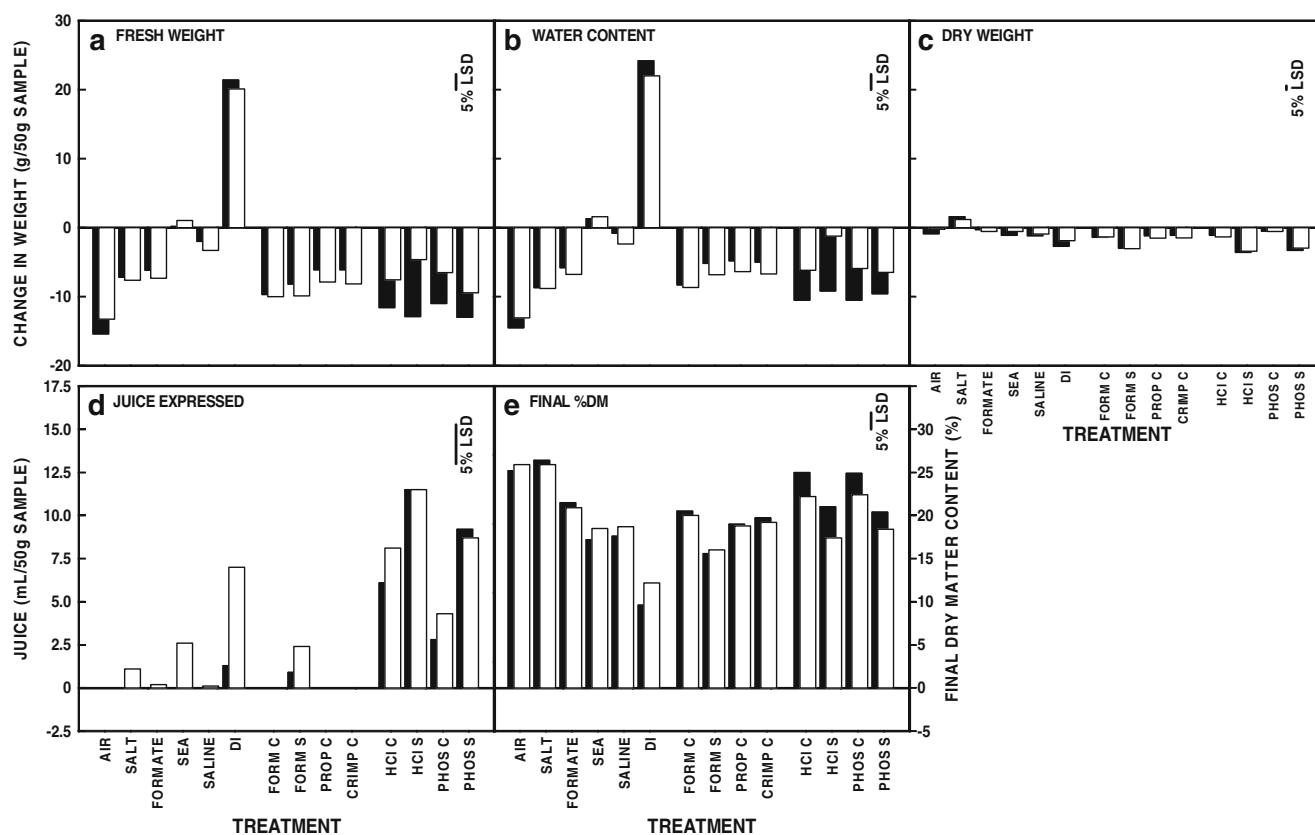 a FRESH WEIGHT
b WATER CONTENT
c DRY WEIGHT
5% LSD
5% LSD
5% LSD
CHANGE IN WEIGHT (g/50g SAMPLE)
30
20
10
0
-10
-20
AIR
SALT
FORMATE
SEA
SALINE
DI
FORM C
FORM S
PROP C
CRIMP C
HCl C
HCl S
PHOS C
PHOS S
TREATMENT
d JUICE EXPRESSED
e FINAL %DM
5% LSD
5% LSD
JUICE (mL/50g SAMPLE)
17.5
15.0
12.5
10.0
7.5
5.0
2.5
0
-2.5
30
25
20
15
10
5
0
-5
FINAL DRY MATTER CONTENT (%)
AIR
SALT
FORMATE
SEA
SALINE
DI
FORM C
FORM S
PROP C
CRIMP C
HCl C
HCl S
PHOS C
PHOS S
TREATMENT
AIR
SALT
FORMATE
SEA
SALINE
DI
FORM C
FORM S
PROP C
CRIMP C
HCl C
HCl S
PHOS C
PHOS S
TREATMENT